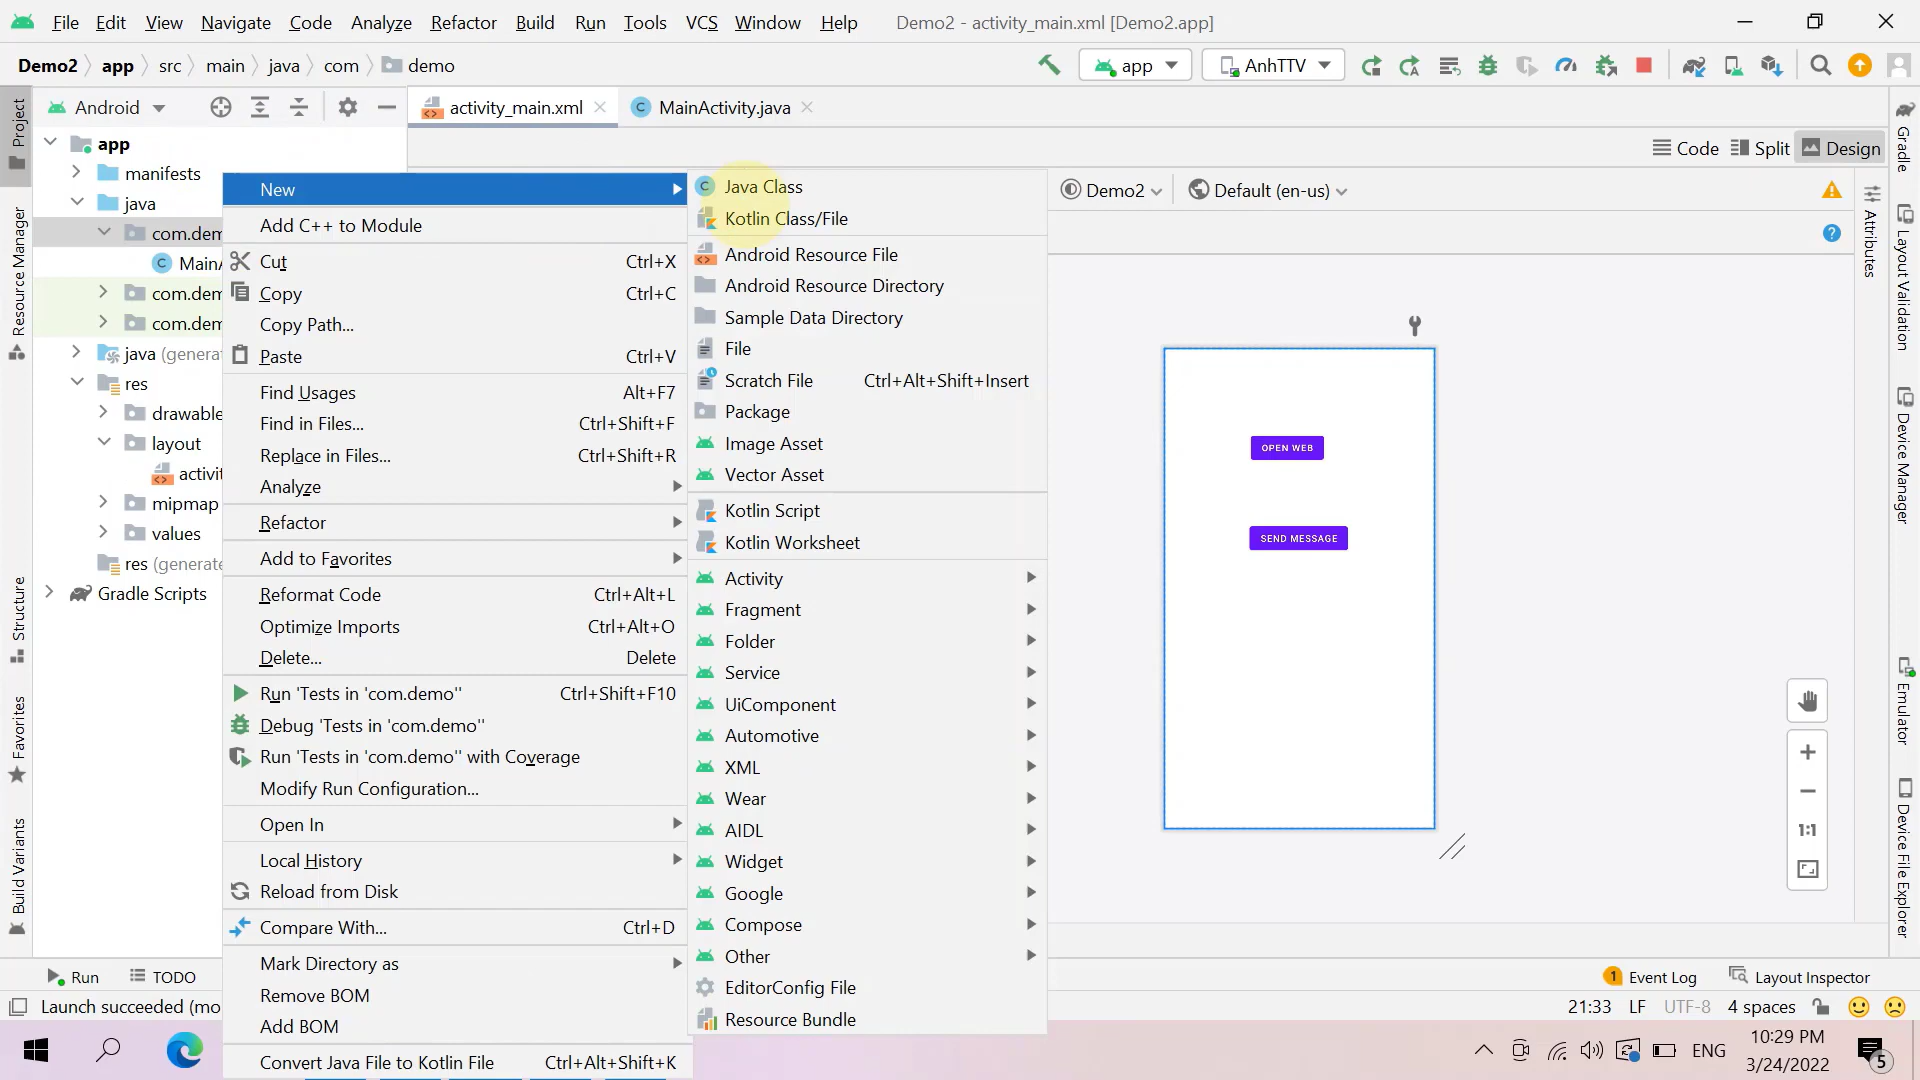 File Edit View Navigate Code Analyze Refactor Build Run Tools VCS Window Help Demo2 - activity_main.xml [Demo2.app]
Demo2 app src main java com demo app AnhTTV
Android activity_main.xml MainActivity.java
Code Split Design
Demo2 Default (en-us)
Project
Resource Manager
Structure
Favorites
Build Variants
app
manifests
java
com.dem
MainA
com.dem
com.dem
java (genera
res
drawable
layout
activit
mipmap
values
res (generate
Gradle Scripts
New
Add C++ to Module
Cut Ctrl+X
Copy Ctrl+C
Copy Path...
Paste Ctrl+V
Find Usages Alt+F7
Find in Files... Ctrl+Shift+F
Replace in Files... Ctrl+Shift+R
Analyze
Refactor
Add to Favorites
Reformat Code Ctrl+Alt+L
Optimize Imports Ctrl+Alt+O
Delete... Delete
Run 'Tests in 'com.demo'' Ctrl+Shift+F10
Debug 'Tests in 'com.demo''
Run 'Tests in 'com.demo'' with Coverage
Modify Run Configuration...
Open In
Local History
Reload from Disk
Compare With... Ctrl+D
Mark Directory as
Remove BOM
Add BOM
Convert Java File to Kotlin File Ctrl+Alt+Shift+K
Java Class
Kotlin Class/File
Android Resource File
Android Resource Directory
Sample Data Directory
File
Scratch File Ctrl+Alt+Shift+Insert
Package
Image Asset
Vector Asset
Kotlin Script
Kotlin Worksheet
Activity
Fragment
Folder
Service
UiComponent
Automotive
XML
Wear
AIDL
Widget
Google
Compose
Other
EditorConfig File
Resource Bundle
OPEN WEB
SEND MESSAGE
1:1
Attributes
Gradle
Layout Validation
Device Manager
Emulator
Device File Explorer
Run TODO 1 Event Log Layout Inspector
Launch succeeded (mo 21:33 LF UTF-8 4 spaces
ENG 10:29 PM
3/24/2022 5